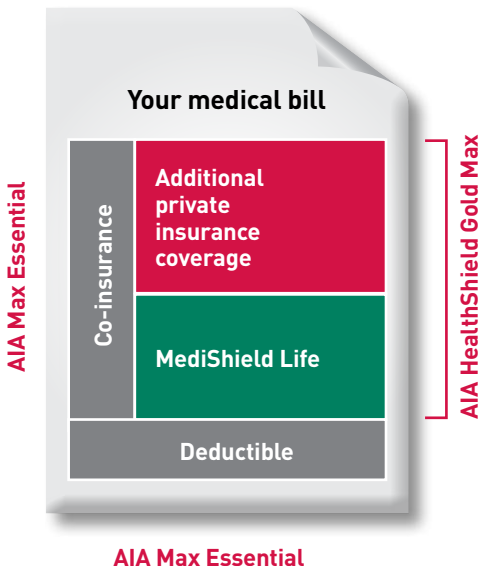 Your medical bill
AIA Max Essential
Co-insurance
Additional
private
insurance
coverage
MediShield Life
AIA HealthShield Gold Max
Deductible
AIA Max Essential